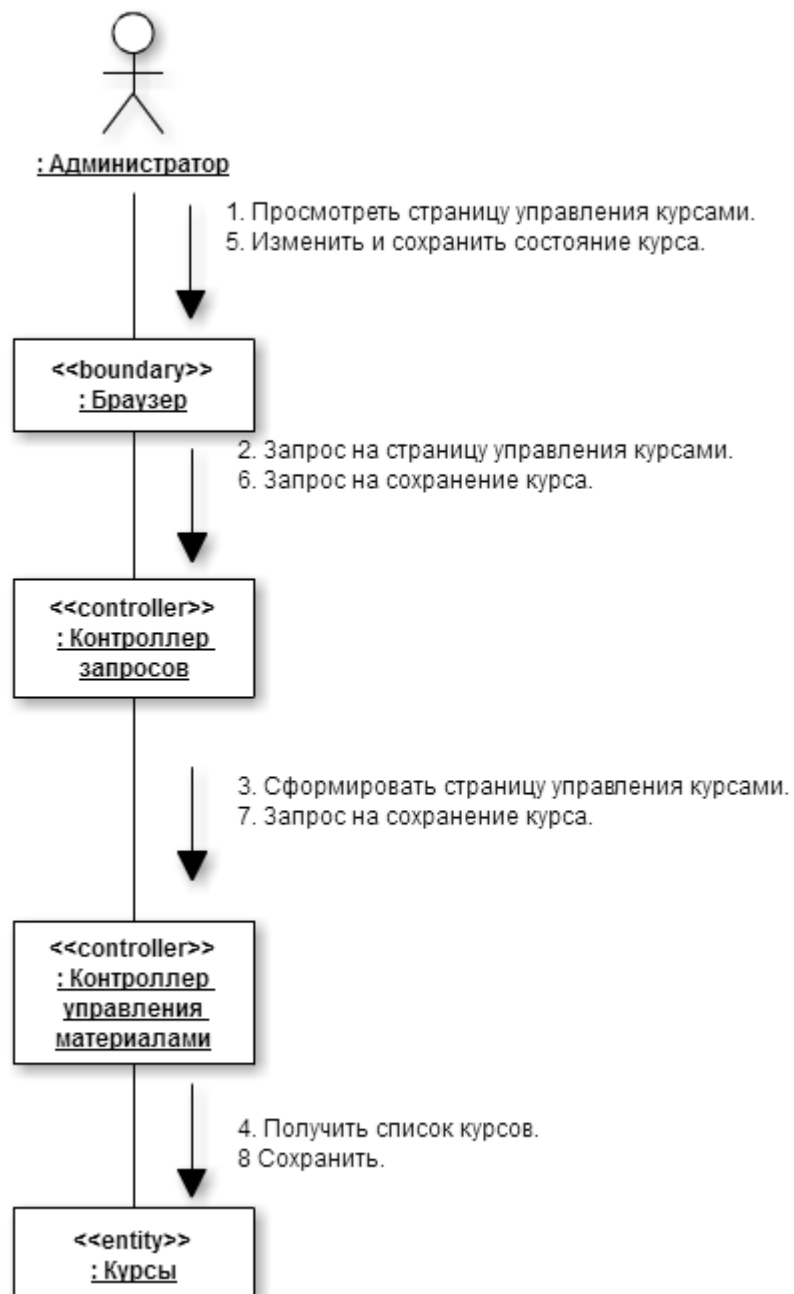 : Администратор
1. Просмотреть страницу управления курсами.
5. Изменить и сохранить состояние курса.
<<boundary>>
: Браузер
2. Запрос на страницу управления курсами.
6. Запрос на сохранение курса.
<<controller>>
: Контроллер
запросов
3. Сформировать страницу управления курсами.
7. Запрос на сохранение курса.
<<controller>>
: Контроллер
управления
материалами
4. Получить список курсов.
8 Сохранить.
<<entity>>
: Курсы